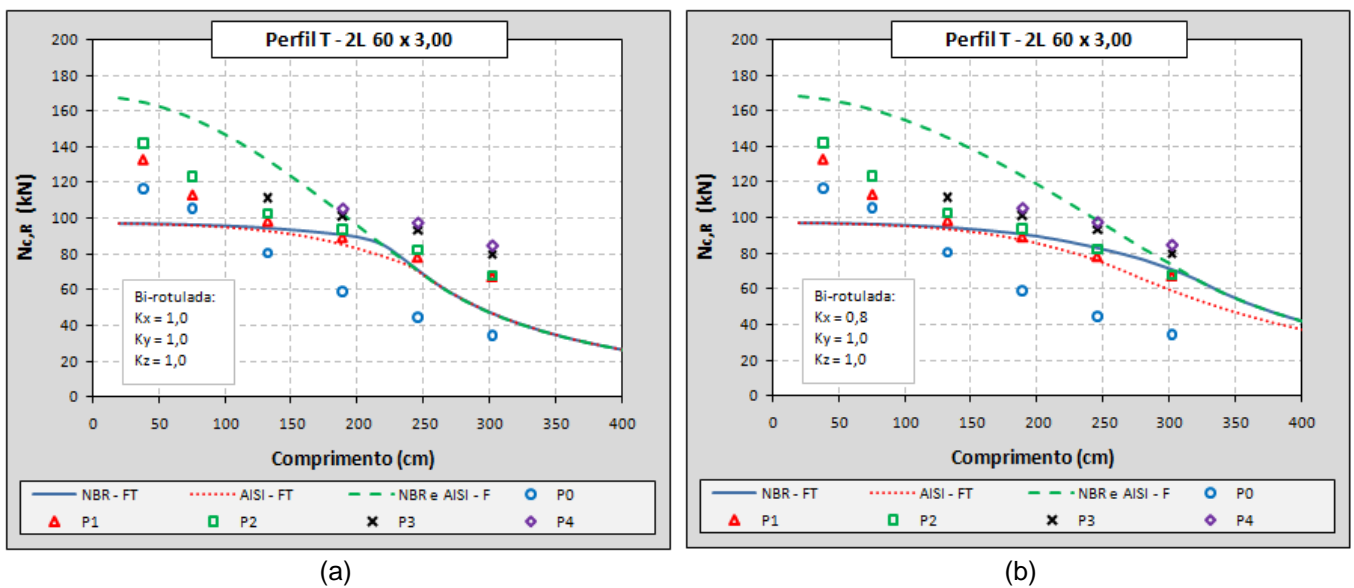 Perfil T - 2L 60 x 3,00
Nc,R (kN)
200
180
160
140
120
100
80
60
40
20
0
Bi-rotulada:
Kx = 1,0
Ky = 1,0
Kz = 1,0
0 50 100 150 200 250 300 350 400
Comprimento (cm)
NBR - FT AISI - FT NBR e AISI - F P0
P1 P2 P3 P4
(a)
Perfil T - 2L 60 x 3,00
Nc,R (kN)
200
180
160
140
120
100
80
60
40
20
0
Bi-rotulada:
Kx = 0,8
Ky = 1,0
Kz = 1,0
0 50 100 150 200 250 300 350 400
Comprimento (cm)
NBR - FT AISI - FT NBR e AISI - F P0
P1 P2 P3 P4
(b)